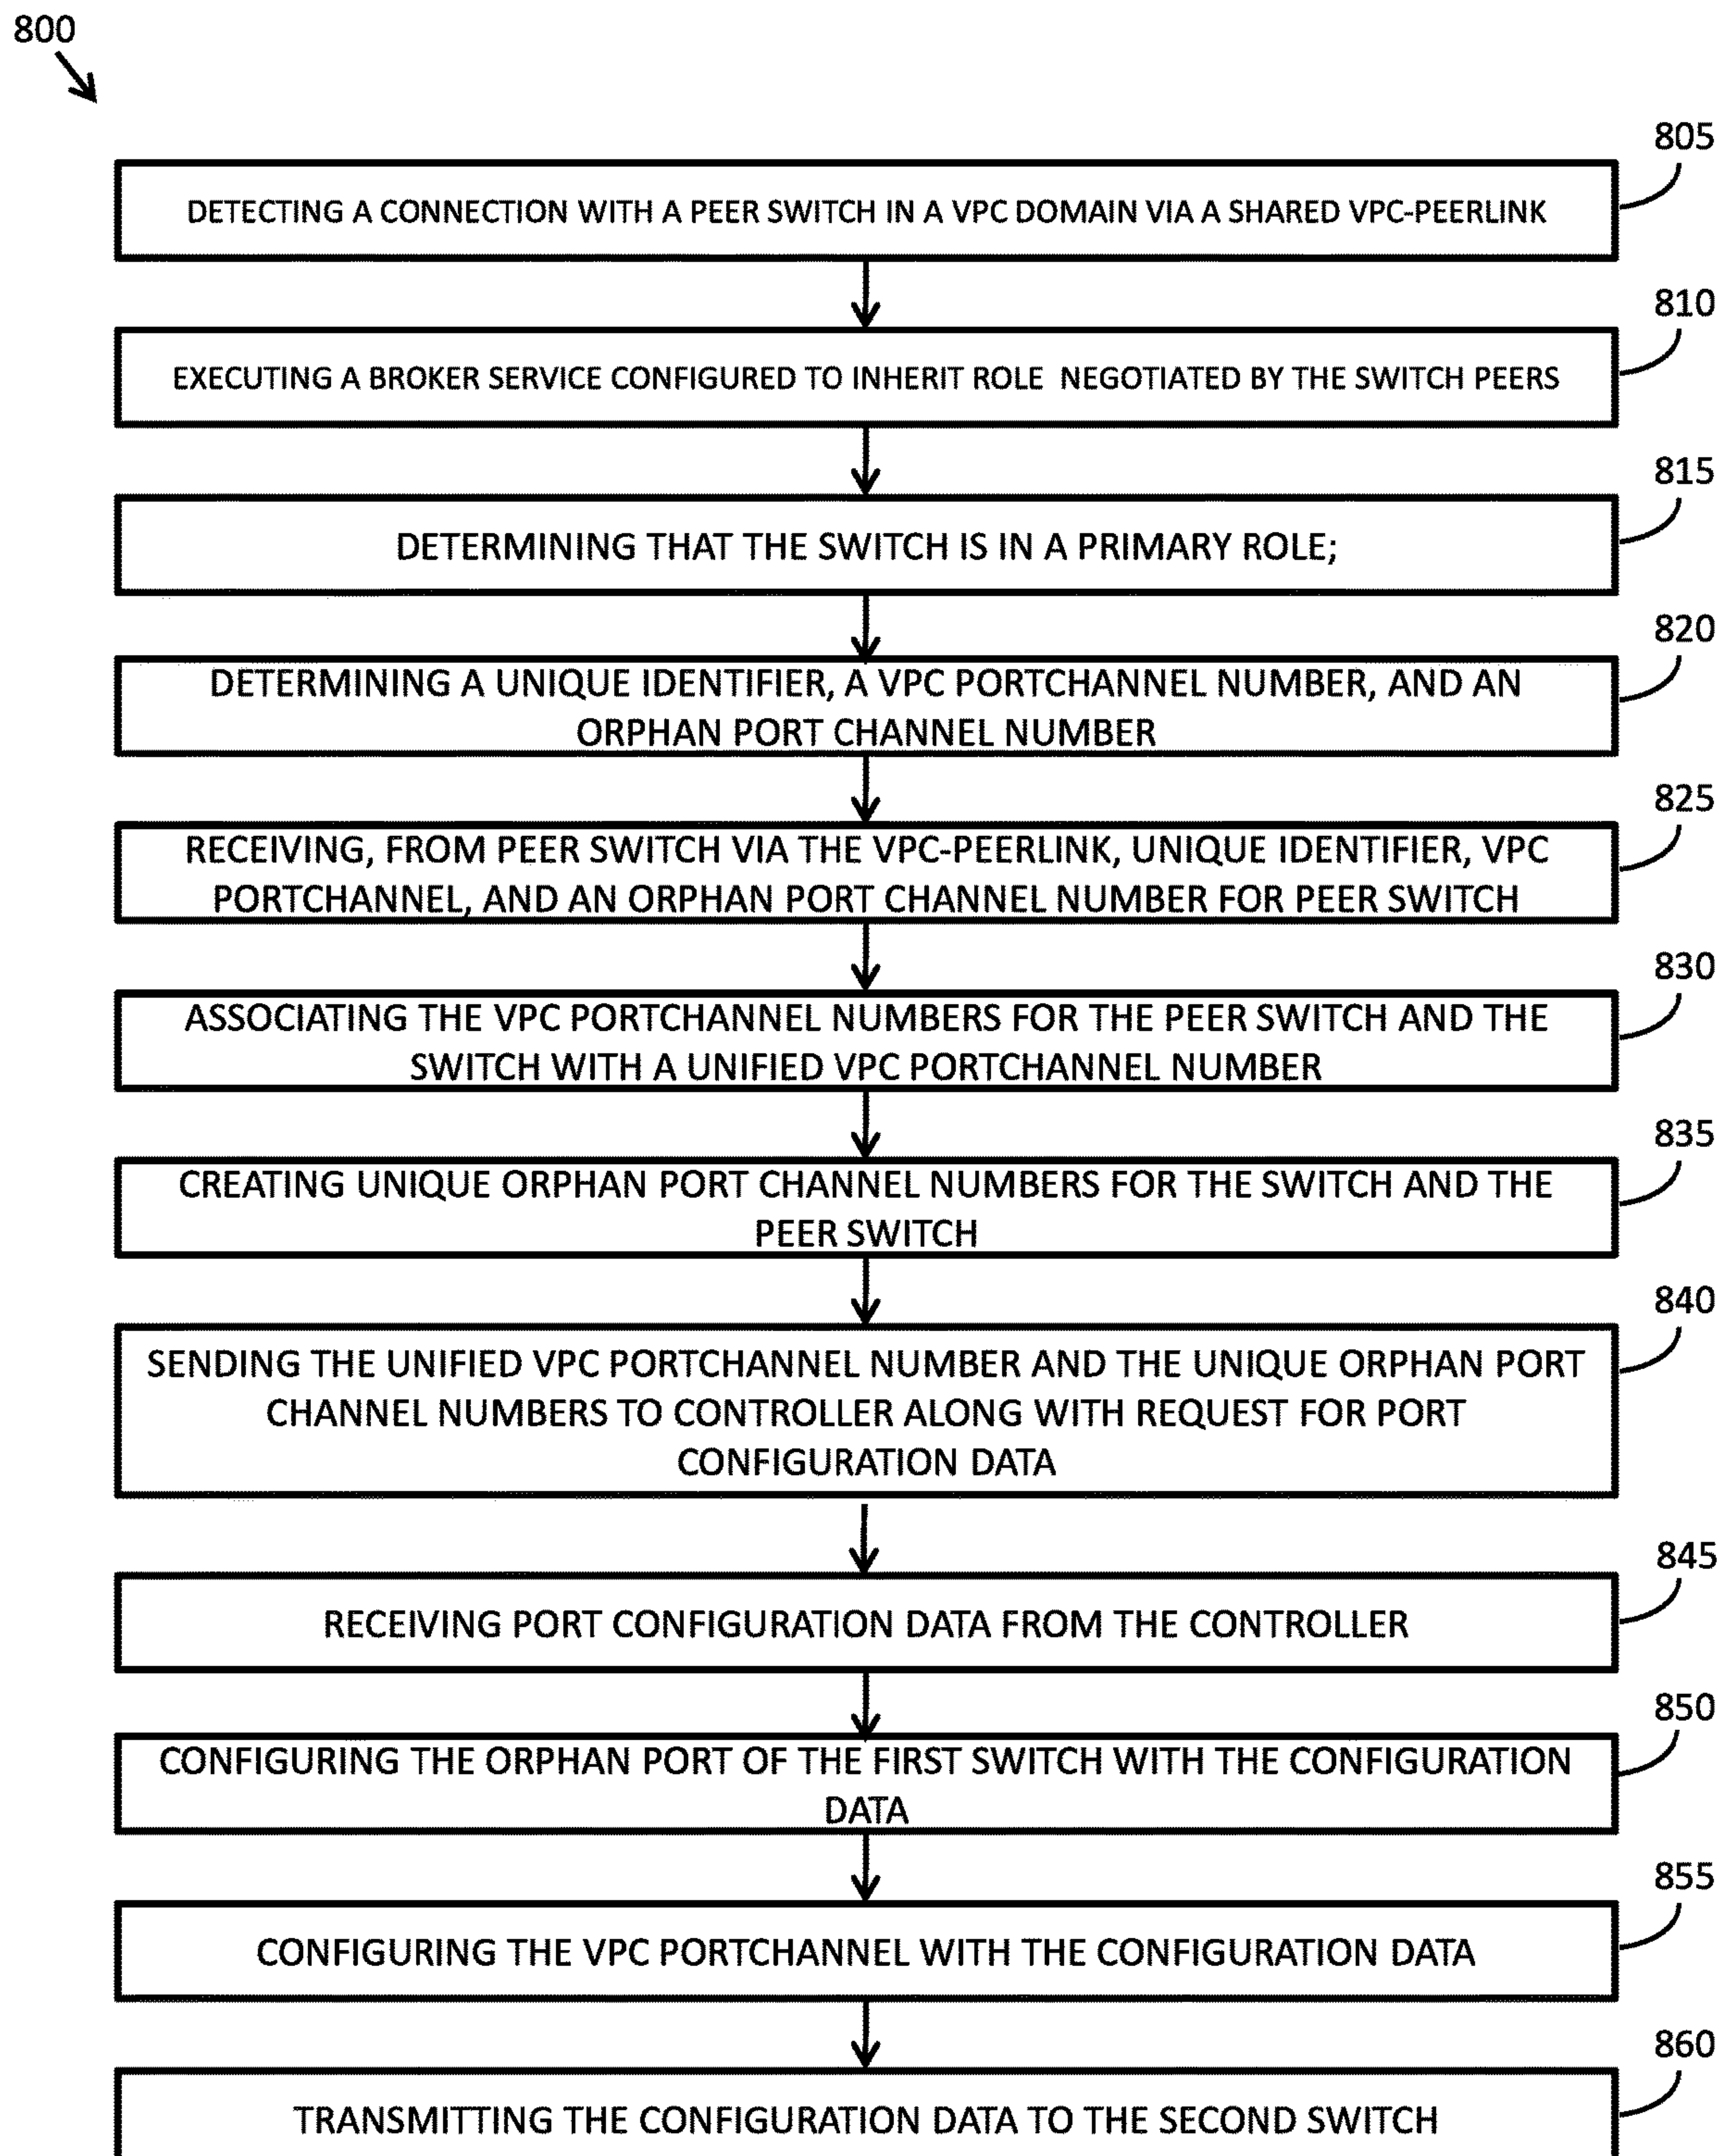 800
805
DETECTING A CONNECTION WITH A PEER SWITCH IN A VPC DOMAIN VIA A SHARED VPC-PEERLINK
810
EXECUTING A BROKER SERVICE CONFIGURED TO INHERIT ROLE NEGOTIATED BY THE SWITCH PEERS
815
DETERMINING THAT THE SWITCH IS IN A PRIMARY ROLE;
820
DETERMINING A UNIQUE IDENTIFIER, A VPC PORTCHANNEL NUMBER, AND AN
ORPHAN PORT CHANNEL NUMBER
825
RECEIVING, FROM PEER SWITCH VIA THE VPC-PEERLINK, UNIQUE IDENTIFIER, VPC
PORTCHANNEL, AND AN ORPHAN PORT CHANNEL NUMBER FOR PEER SWITCH
830
ASSOCIATING THE VPC PORTCHANNEL NUMBERS FOR THE PEER SWITCH AND THE
SWITCH WITH A UNIFIED VPC PORTCHANNEL NUMBER
835
CREATING UNIQUE ORPHAN PORT CHANNEL NUMBERS FOR THE SWITCH AND THE
PEER SWITCH
840
SENDING THE UNIFIED VPC PORTCHANNEL NUMBER AND THE UNIQUE ORPHAN PORT
CHANNEL NUMBERS TO CONTROLLER ALONG WITH REQUEST FOR PORT
CONFIGURATION DATA
845
RECEIVING PORT CONFIGURATION DATA FROM THE CONTROLLER
850
CONFIGURING THE ORPHAN PORT OF THE FIRST SWITCH WITH THE CONFIGURATION
DATA
855
CONFIGURING THE VPC PORTCHANNEL WITH THE CONFIGURATION DATA
860
TRANSMITTING THE CONFIGURATION DATA TO THE SECOND SWITCH